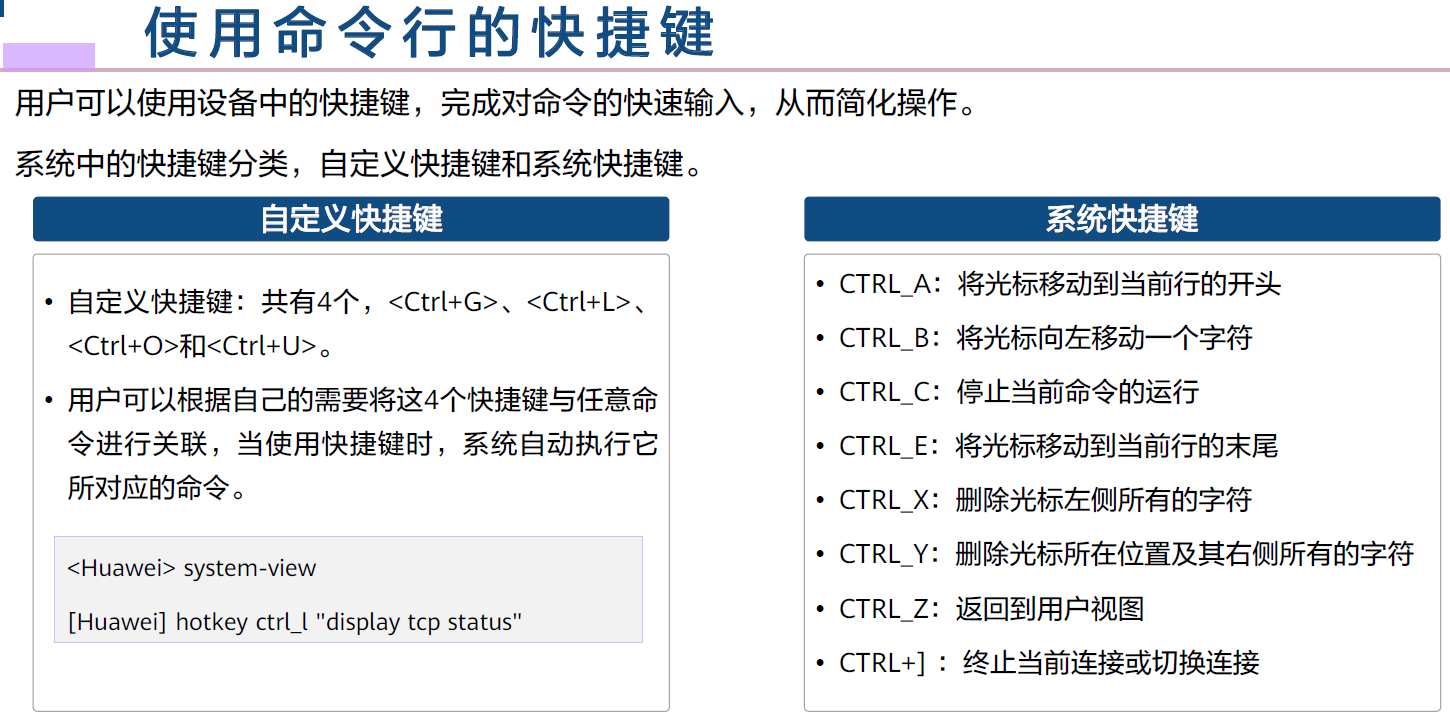 使用命令行的快捷键
用户可以使用设备中的快捷键，完成对命令的快速输入，从而简化操作。
系统中的快捷键分类，自定义快捷键和系统快捷键。
自定义快捷键
• 自定义快捷键：共有4个，<Ctrl+G>、<Ctrl+L>、
<Ctrl+O>和<Ctrl+U>。
• 用户可以根据自己的需要将这4个快捷键与任意命
令进行关联，当使用快捷键时，系统自动执行它
所对应的命令。
<Huawei> system-view
[Huawei] hotkey ctrl_l "display tcp status"
系统快捷键
• CTRL_A：将光标移动到当前行的开头
• CTRL_B：将光标向左移动一个字符
• CTRL_C：停止当前命令的运行
• CTRL_E：将光标移动到当前行的末尾
• CTRL_X：删除光标左侧所有的字符
• CTRL_Y：删除光标所在位置及其右侧所有的字符
• CTRL_Z：返回到用户视图
• CTRL+] ：终止当前连接或切换连接